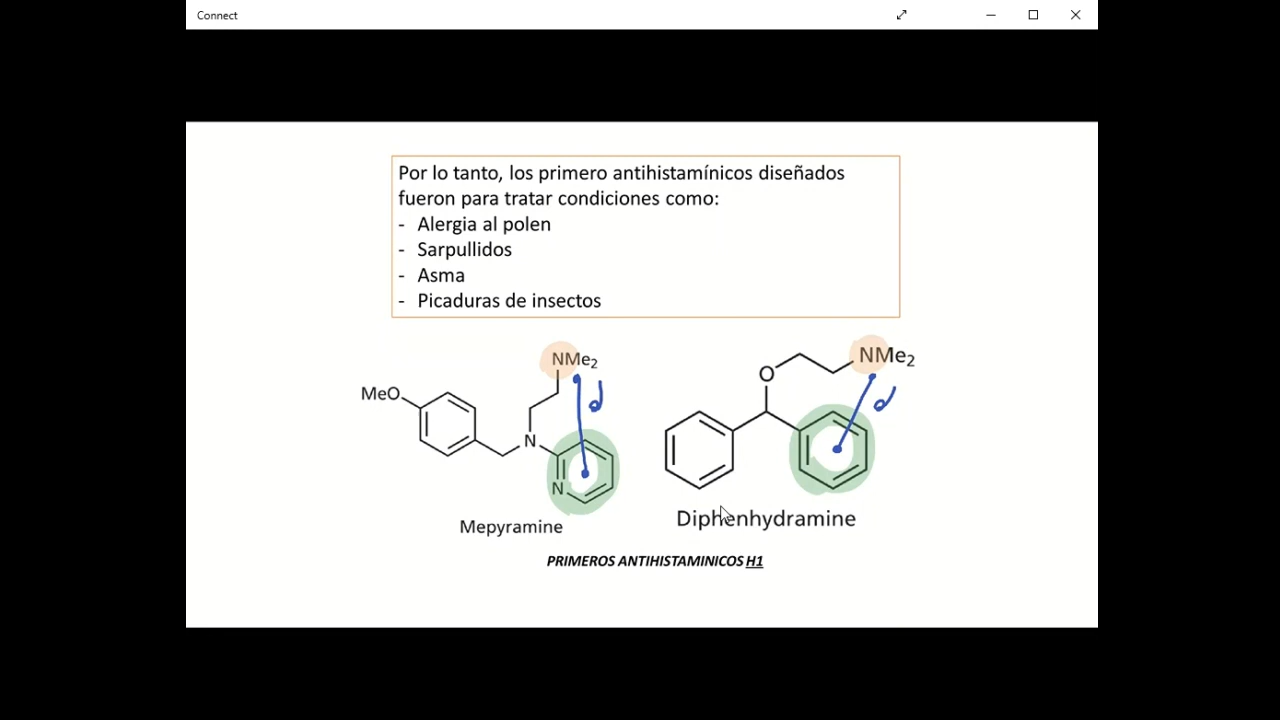 Connect
Por lo tanto, los primero antihistamínicos diseñados
fueron para tratar condiciones como:
- Alergia al polen
- Sarpullidos
- Asma
- Picaduras de insectos
NMe2
MeO
N
N
d
Mepyramine
NMe2
O
d
Diphenhydramine
PRIMEROS ANTIHISTAMINICOS H1